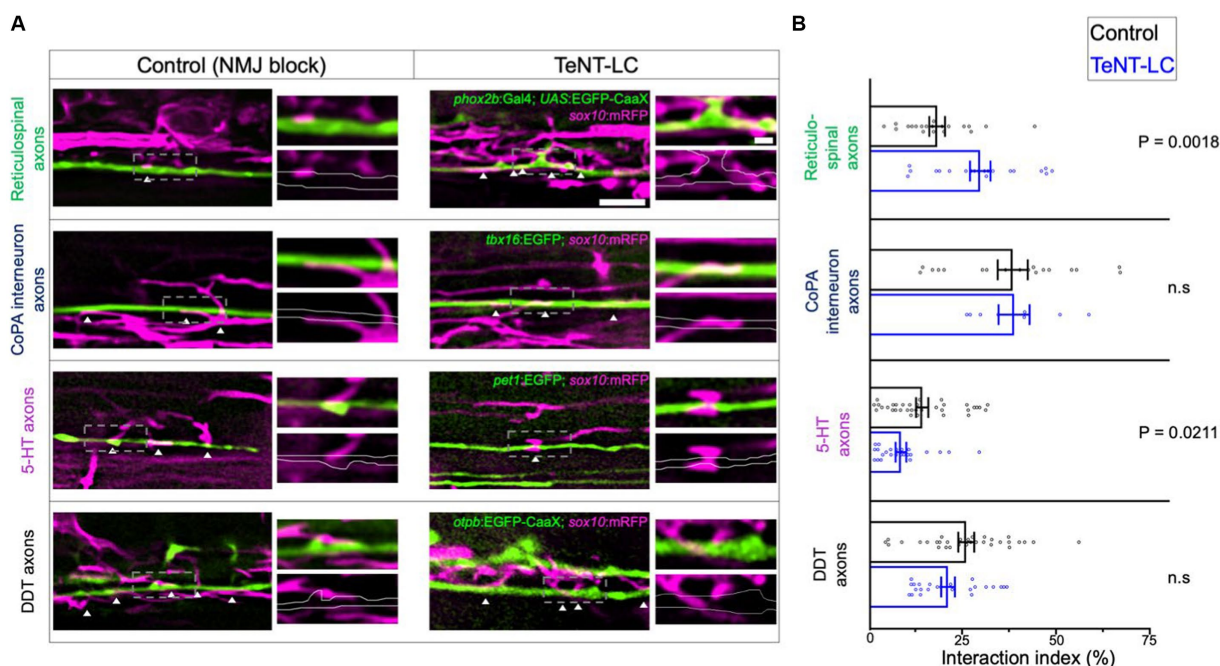 A
Control (NMJ block)
TeNT-LC
Reticulospinal
axons
phox2b:Gal4; UAS:EGFP-CaaX
sox10:mRFP
CoPA interneuron
axons
tbx16:EGFP; sox10:mRFP
5-HT axons
pet1:EGFP; sox10:mRFP
DDT axons
otpb:EGFP-CaaX; sox10:mRFP
B
Control
TeNT-LC
Reticulo-
spinal
axons
P = 0.0018
CoPA
interneuron
axons
n.s
5-HT
axons
P = 0.0211
DDT
axons
n.s
0
25
50
75
Interaction index (%)